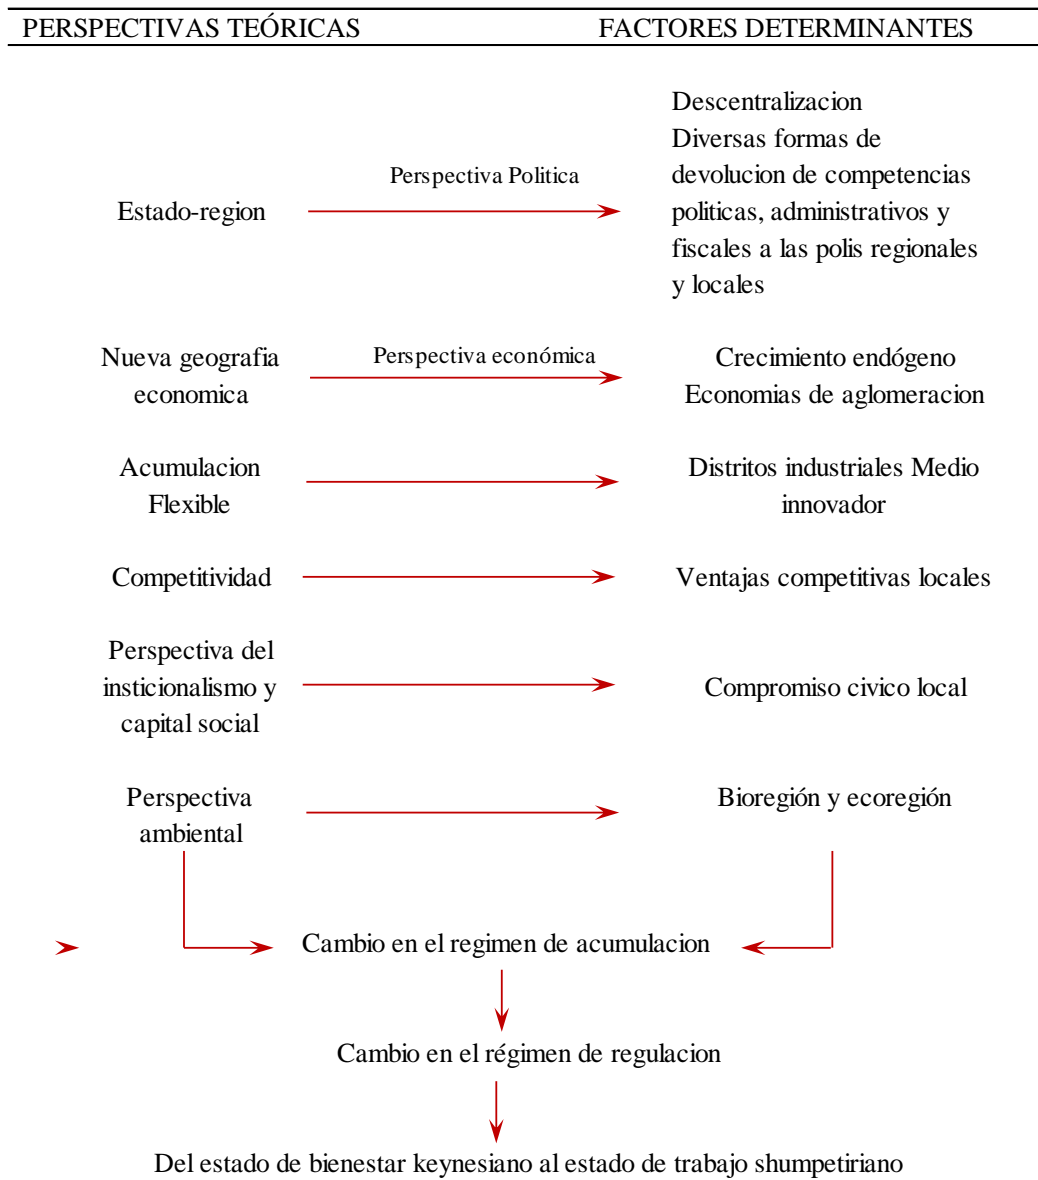 PERSPECTIVAS TEÓRICAS
FACTORES DETERMINANTES
Estado-region
Perspectiva Politica
Descentralizacion
Diversas formas de
devolucion de competencias
politicas, administrativos y
fiscales a las polis regionales
y locales
Nueva geografia
economica
Perspectiva económica
Crecimiento endógeno
Economias de aglomeracion
Acumulacion
Flexible
Distritos industriales Medio
innovador
Competitividad
Ventajas competitivas locales
Perspectiva del
insticionalismo y
capital social
Compromiso civico local
Perspectiva
ambiental
Bioregión y ecoregión
Cambio en el regimen de acumulacion
Cambio en el régimen de regulacion
Del estado de bienestar keynesiano al estado de trabajo shumpetiriano